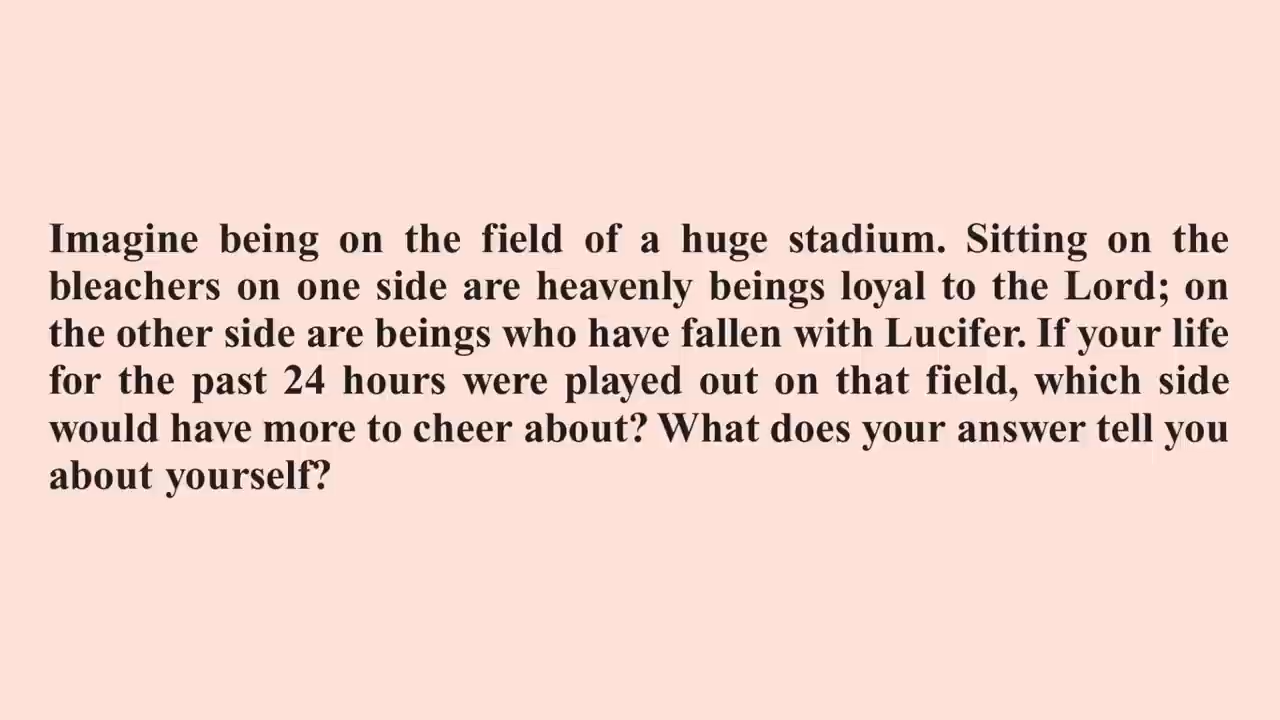 Imagine being on the field of a huge stadium. Sitting on the
bleachers on one side are heavenly beings loyal to the Lord; on
the other side are beings who have fallen with Lucifer. If your life
for the past 24 hours were played out on that field, which side
would have more to cheer about? What does your answer tell you
about yourself?